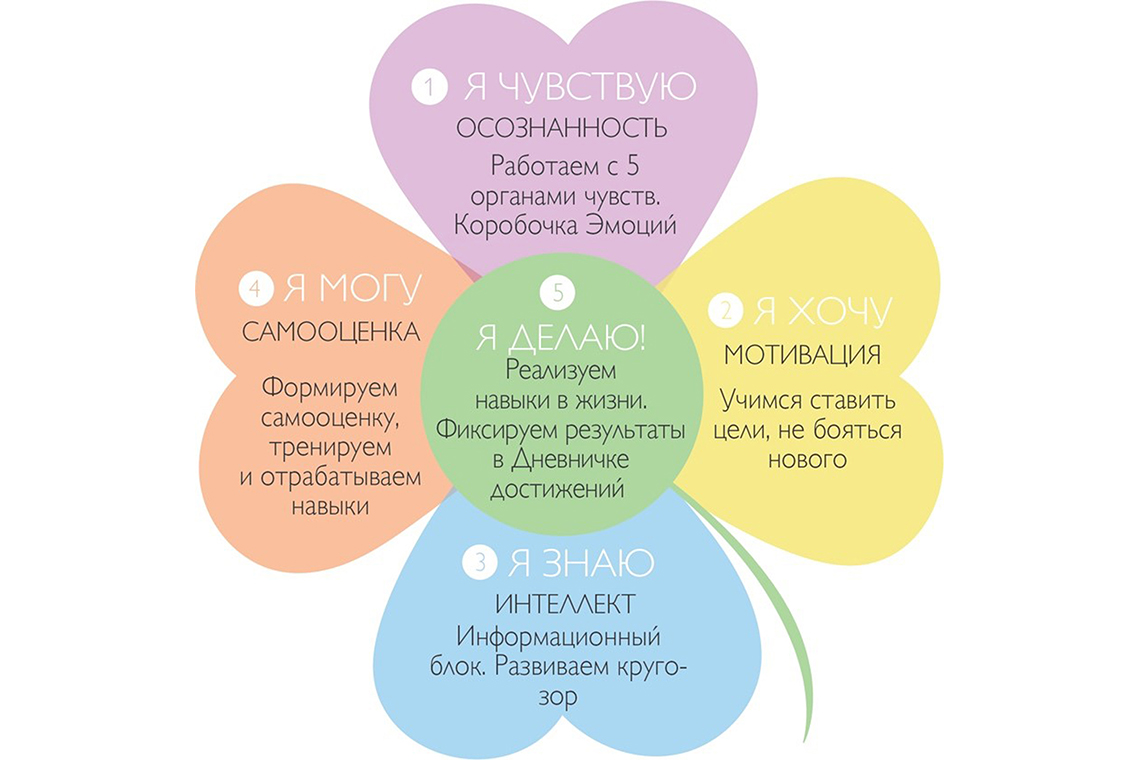 1 Я ЧУВСТВУЮ
ОСОЗНАННОСТЬ
Работаем с 5
органами чувств.
Коробочка Эмоций
2 Я ХОЧУ
МОТИВАЦИЯ
Учимся ставить
цели, не бояться
нового
3 Я ЗНАЮ
ИНТЕЛЛЕКТ
Информационный
блок. Развиваем круго-
зор
4 Я МОГУ
САМООЦЕНКА
Формируем
самооценку,
тренируем
и отрабатываем
навыки
5
Я ДЕЛАЮ!
Реализуем
навыки в жизни.
Фиксируем результаты
в Дневничке
достижений